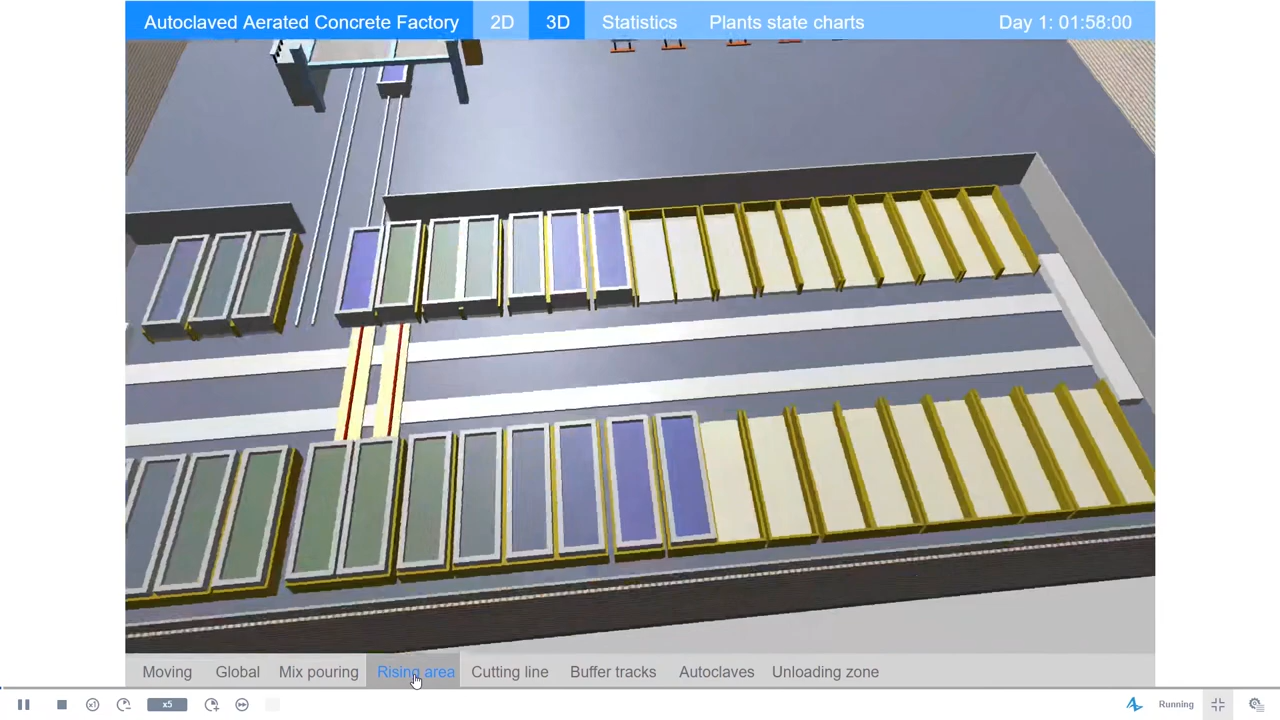 Autoclaved Aerated Concrete Factory 2D 3D Statistics Plants state charts Day 1: 01:58:00
Moving Global Mix pouring Rising area Cutting line Buffer tracks Autoclaves Unloading zone
x1 x5 Running